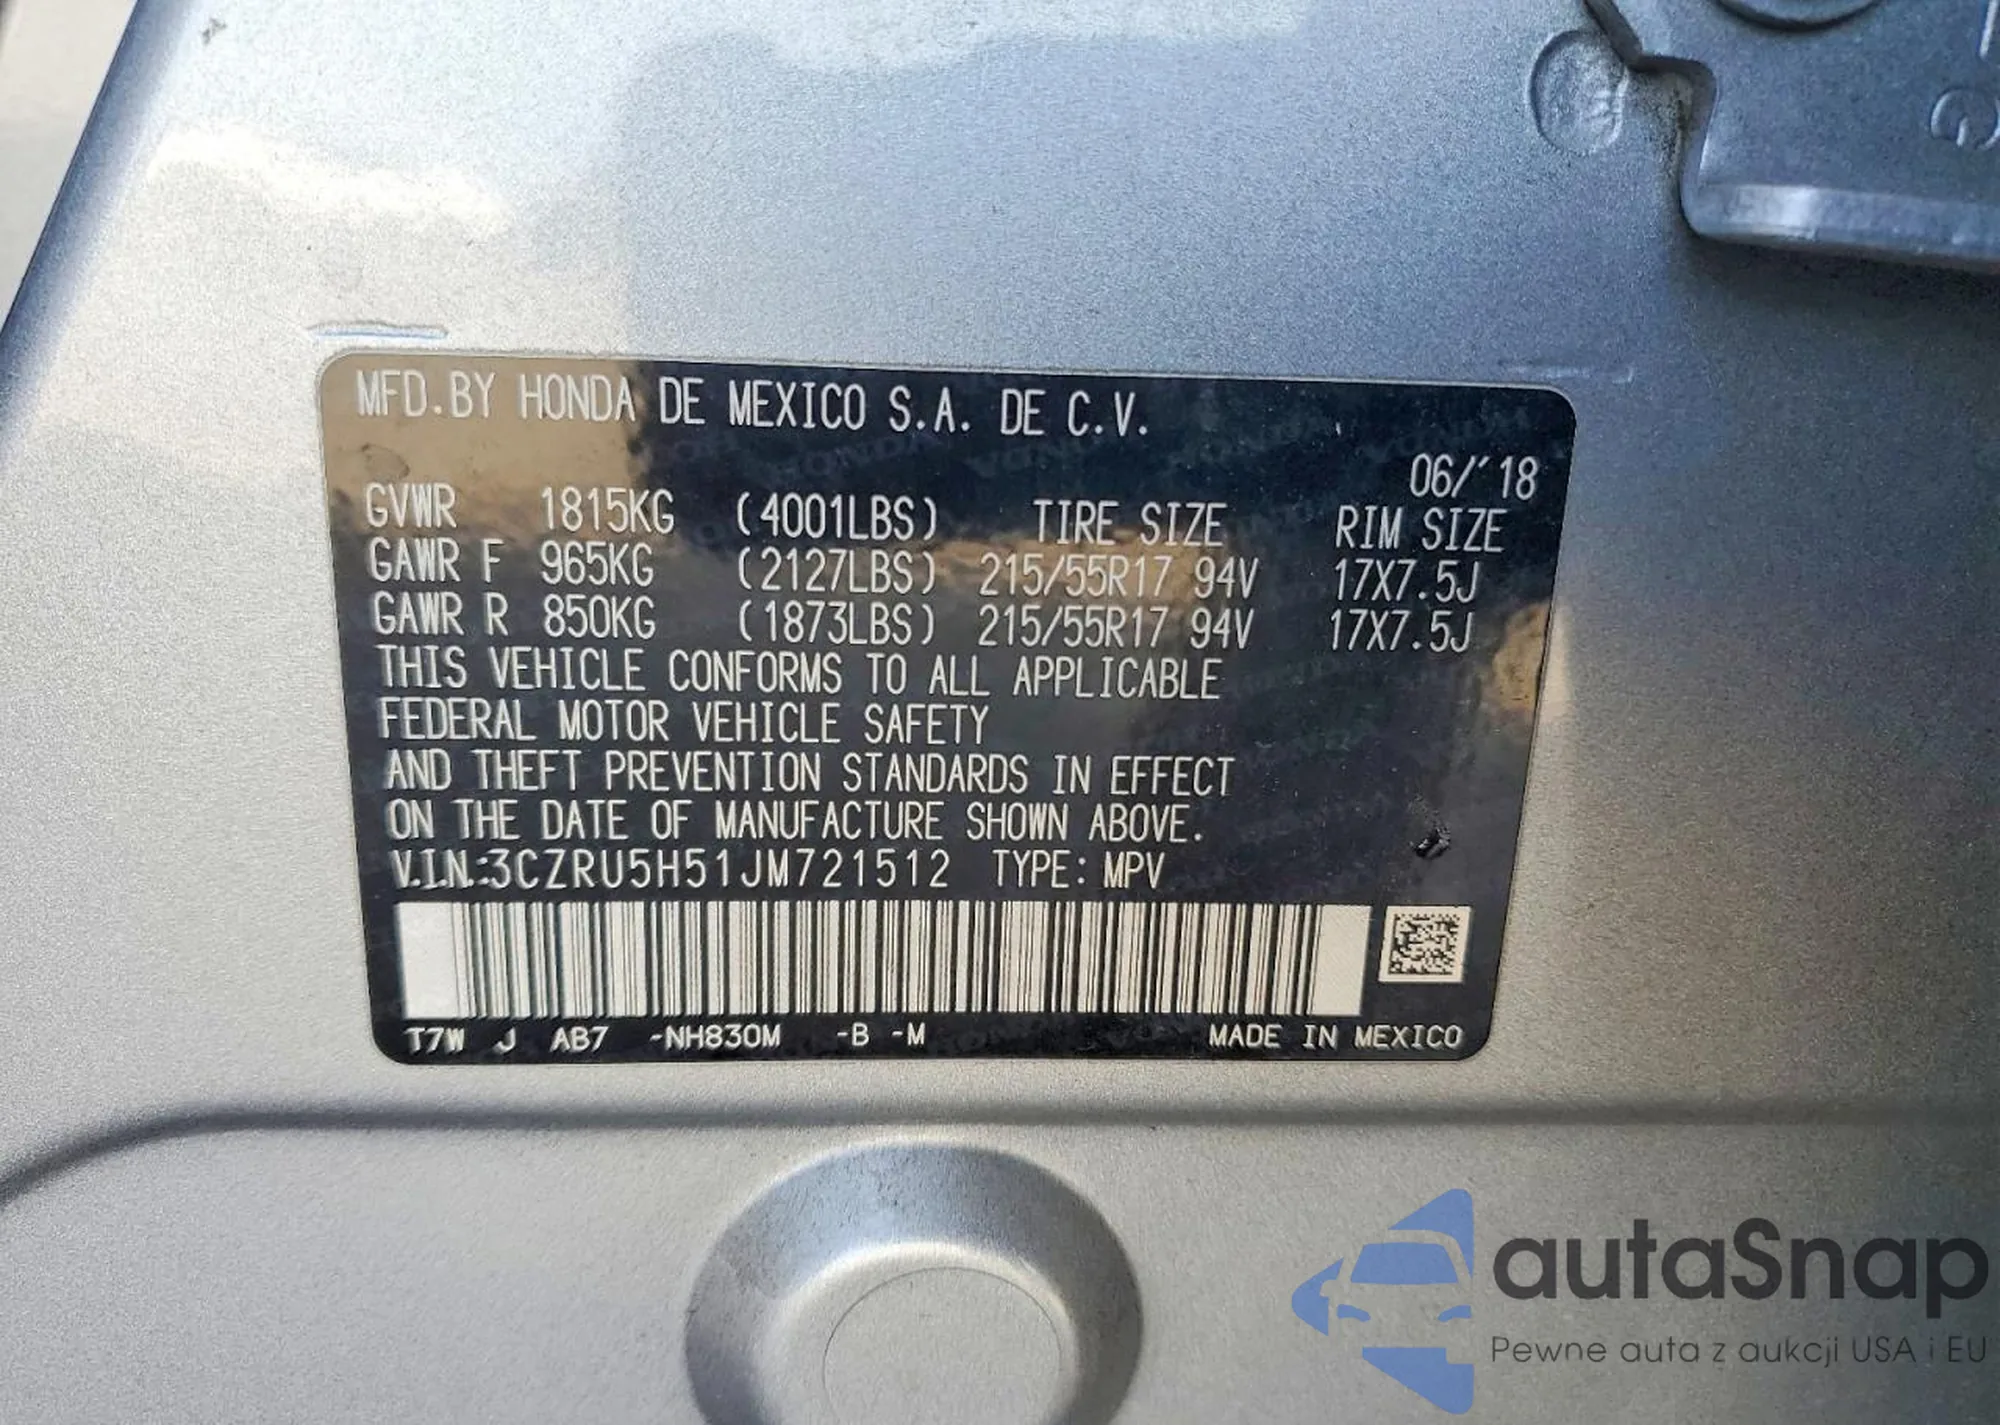 MFD.BY HONDA DE MEXICO S.A. DE C.V.
06/'18
GVWR 1815KG (4001LBS) TIRE SIZE RIM SIZE
GAWR F 965KG (2127LBS) 215/55R17 94V 17X7.5J
GAWR R 850KG (1873LBS) 215/55R17 94V 17X7.5J
THIS VEHICLE CONFORMS TO ALL APPLICABLE
FEDERAL MOTOR VEHICLE SAFETY
AND THEFT PREVENTION STANDARDS IN EFFECT
ON THE DATE OF MANUFACTURE SHOWN ABOVE.
V.I.N.:3CZRU5H51JM721512 TYPE: MPV
T7W J AB7 -NH830M -B -M MADE IN MEXICO
autaSnap
Pewne auta z aukcji USA i EU